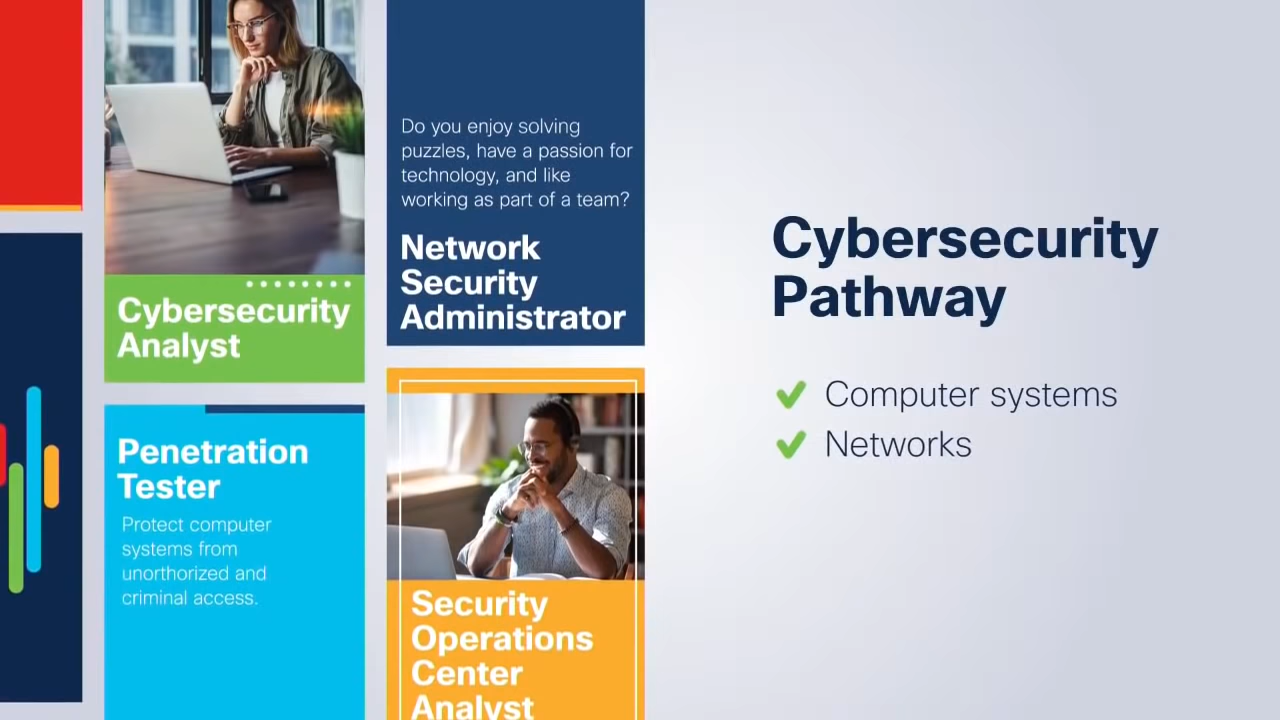 Cybersecurity
Analyst
Penetration
Tester
Protect computer
systems from
unorthorized and
criminal access.
Do you enjoy solving
puzzles, have a passion for
technology, and like
working as part of a team?
Network
Security
Administrator
Security
Operations
Center
Analyst
Cybersecurity
Pathway
Computer systems
Networks